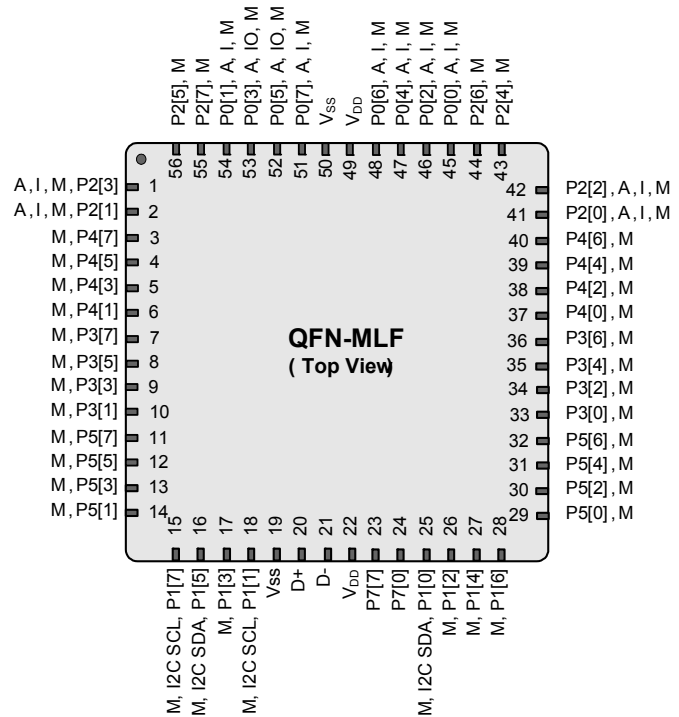 P2[5], M
P2[7], M
P0[1], A, I, M
P0[3], A, IO, M
P0[5], A, IO, M
P0[7], A, I, M
VSS
VDD
P0[6], A, I, M
P0[4], A, I, M
P0[2], A, I, M
P0[0], A, I, M
P2[6], M
P2[4], M
56
55
54
53
52
51
50
49
48
47
46
45
44
43
A, I, M, P2[3] 1
A, I, M, P2[1] 2
M, P4[7] 3
M, P4[5] 4
M, P4[3] 5
M, P4[1] 6
M, P3[7] 7
M, P3[5] 8
M, P3[3] 9
M, P3[1] 10
M, P5[7] 11
M, P5[5] 12
M, P5[3] 13
M, P5[1] 14
QFN-MLF
( Top View)
42 P2[2], A, I, M
41 P2[0], A, I, M
40 P4[6], M
39 P4[4], M
38 P4[2], M
37 P4[0], M
36 P3[6], M
35 P3[4], M
34 P3[2], M
33 P3[0], M
32 P5[6], M
31 P5[4], M
30 P5[2], M
29 P5[0], M
15
16
17
18
19
20
21
22
23
24
25
26
27
28
M, I2C SCL, P1[7]
M, I2C SDA, P1[5]
M, P1[3]
M, I2C SCL, P1[1]
Vss
D+
D-
VDD
P7[7]
P7[0]
M, I2C SDA, P1[0]
M, P1[2]
M, P1[4]
M, P1[6]